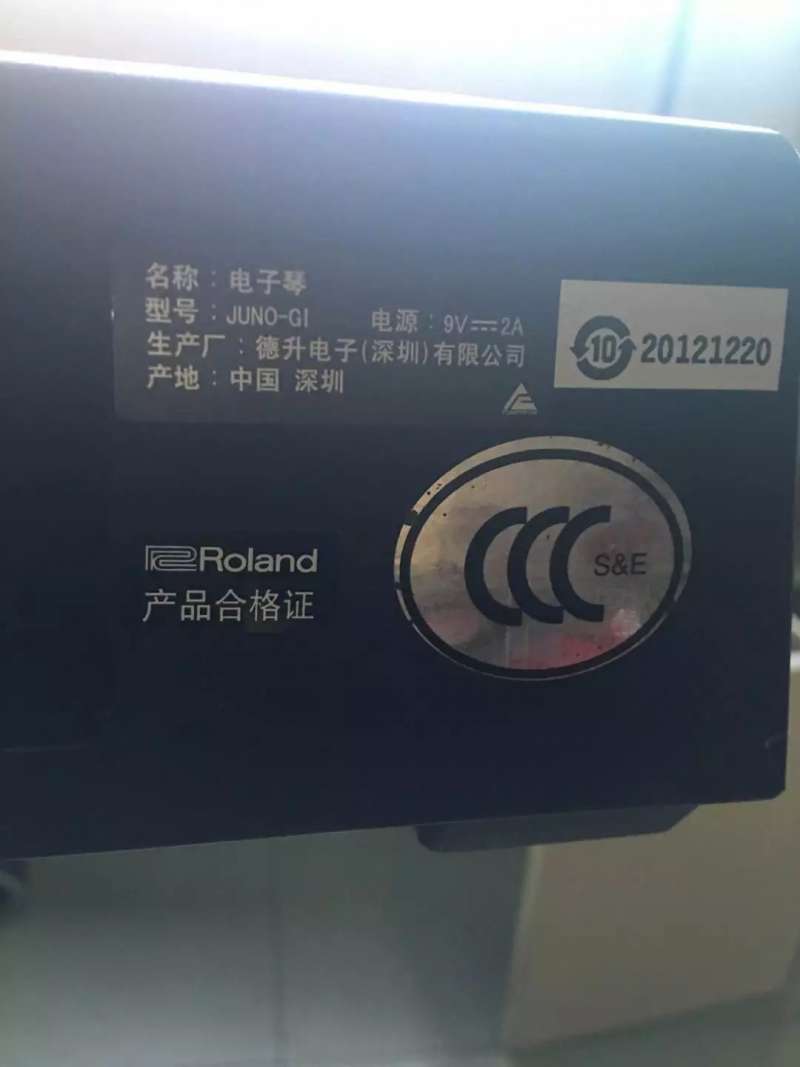 名称：电子琴
型号：JUNO-GI 电源：9V⎓2A
生产厂：德升电子(深圳)有限公司
产地：中国 深圳
10 20121220
Roland
产品合格证
CCC S&E